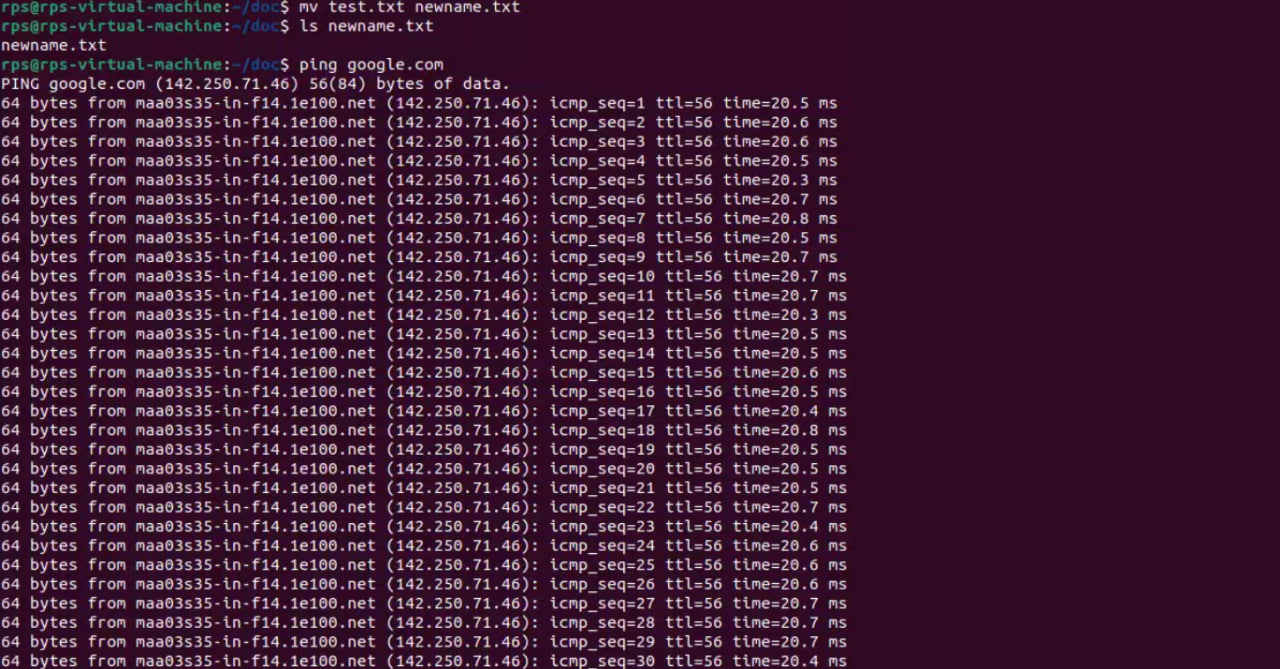 rps@rps-virtual-machine:~/doc$ mv test.txt newname.txt
rps@rps-virtual-machine:~/doc$ ls newname.txt
newname.txt
rps@rps-virtual-machine:~/doc$ ping google.com
PING google.com (142.250.71.46) 56(84) bytes of data.
64 bytes from maa03s35-in-f14.1e100.net (142.250.71.46): icmp_seq=1 ttl=56 time=20.5 ms
64 bytes from maa03s35-in-f14.1e100.net (142.250.71.46): icmp_seq=2 ttl=56 time=20.6 ms
64 bytes from maa03s35-in-f14.1e100.net (142.250.71.46): icmp_seq=3 ttl=56 time=20.6 ms
64 bytes from maa03s35-in-f14.1e100.net (142.250.71.46): icmp_seq=4 ttl=56 time=20.5 ms
64 bytes from maa03s35-in-f14.1e100.net (142.250.71.46): icmp_seq=5 ttl=56 time=20.3 ms
64 bytes from maa03s35-in-f14.1e100.net (142.250.71.46): icmp_seq=6 ttl=56 time=20.7 ms
64 bytes from maa03s35-in-f14.1e100.net (142.250.71.46): icmp_seq=7 ttl=56 time=20.8 ms
64 bytes from maa03s35-in-f14.1e100.net (142.250.71.46): icmp_seq=8 ttl=56 time=20.5 ms
64 bytes from maa03s35-in-f14.1e100.net (142.250.71.46): icmp_seq=9 ttl=56 time=20.7 ms
64 bytes from maa03s35-in-f14.1e100.net (142.250.71.46): icmp_seq=10 ttl=56 time=20.7 ms
64 bytes from maa03s35-in-f14.1e100.net (142.250.71.46): icmp_seq=11 ttl=56 time=20.7 ms
64 bytes from maa03s35-in-f14.1e100.net (142.250.71.46): icmp_seq=12 ttl=56 time=20.3 ms
64 bytes from maa03s35-in-f14.1e100.net (142.250.71.46): icmp_seq=13 ttl=56 time=20.5 ms
64 bytes from maa03s35-in-f14.1e100.net (142.250.71.46): icmp_seq=14 ttl=56 time=20.5 ms
64 bytes from maa03s35-in-f14.1e100.net (142.250.71.46): icmp_seq=15 ttl=56 time=20.6 ms
64 bytes from maa03s35-in-f14.1e100.net (142.250.71.46): icmp_seq=16 ttl=56 time=20.5 ms
64 bytes from maa03s35-in-f14.1e100.net (142.250.71.46): icmp_seq=17 ttl=56 time=20.4 ms
64 bytes from maa03s35-in-f14.1e100.net (142.250.71.46): icmp_seq=18 ttl=56 time=20.8 ms
64 bytes from maa03s35-in-f14.1e100.net (142.250.71.46): icmp_seq=19 ttl=56 time=20.5 ms
64 bytes from maa03s35-in-f14.1e100.net (142.250.71.46): icmp_seq=20 ttl=56 time=20.5 ms
64 bytes from maa03s35-in-f14.1e100.net (142.250.71.46): icmp_seq=21 ttl=56 time=20.5 ms
64 bytes from maa03s35-in-f14.1e100.net (142.250.71.46): icmp_seq=22 ttl=56 time=20.7 ms
64 bytes from maa03s35-in-f14.1e100.net (142.250.71.46): icmp_seq=23 ttl=56 time=20.4 ms
64 bytes from maa03s35-in-f14.1e100.net (142.250.71.46): icmp_seq=24 ttl=56 time=20.6 ms
64 bytes from maa03s35-in-f14.1e100.net (142.250.71.46): icmp_seq=25 ttl=56 time=20.6 ms
64 bytes from maa03s35-in-f14.1e100.net (142.250.71.46): icmp_seq=26 ttl=56 time=20.6 ms
64 bytes from maa03s35-in-f14.1e100.net (142.250.71.46): icmp_seq=27 ttl=56 time=20.7 ms
64 bytes from maa03s35-in-f14.1e100.net (142.250.71.46): icmp_seq=28 ttl=56 time=20.7 ms
64 bytes from maa03s35-in-f14.1e100.net (142.250.71.46): icmp_seq=29 ttl=56 time=20.7 ms
64 bytes from maa03s35-in-f14.1e100.net (142.250.71.46): icmp_seq=30 ttl=56 time=20.4 ms